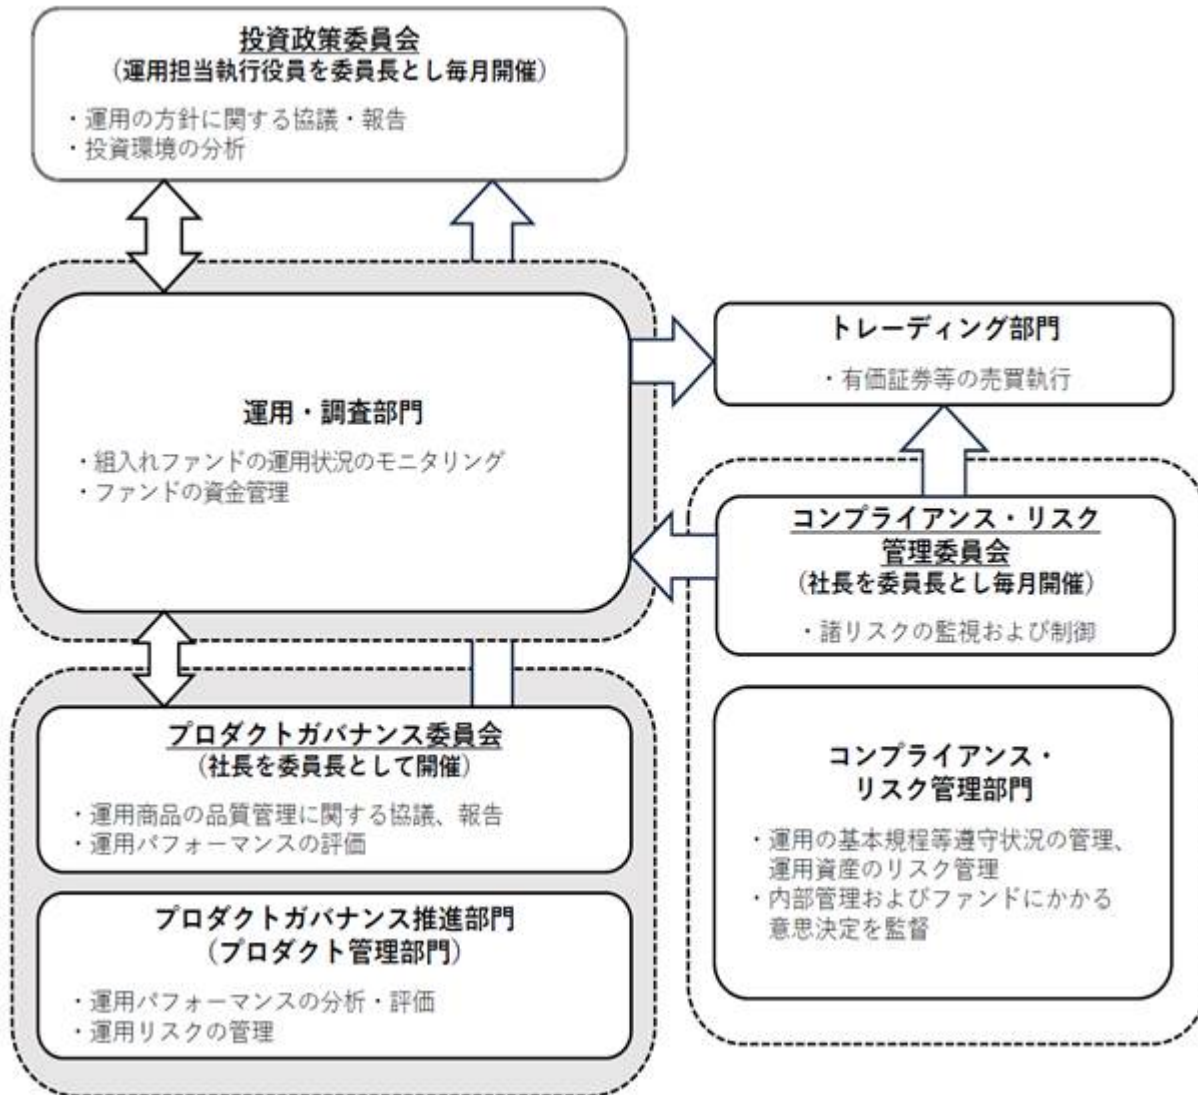 投資政策委員会
（運用担当執行役員を委員長とし毎月開催）
・運用の方針に関する協議・報告
・投資環境の分析
運用・調査部門
・組入れファンドの運用状況のモニタリング
・ファンドの資金管理
トレーディング部門
・有価証券等の売買執行
コンプライアンス・リスク
管理委員会
（社長を委員長とし毎月開催）
・諸リスクの監視および制御
プロダクトガバナンス委員会
（社長を委員長として開催）
・運用商品の品質管理に関する協議、報告
・運用パフォーマンスの評価
プロダクトガバナンス推進部門
（プロダクト管理部門）
・運用パフォーマンスの分析・評価
・運用リスクの管理
コンプライアンス・
リスク管理部門
・運用の基本規程等遵守状況の管理、
運用資産のリスク管理
・内部管理およびファンドにかかる
意思決定を監督